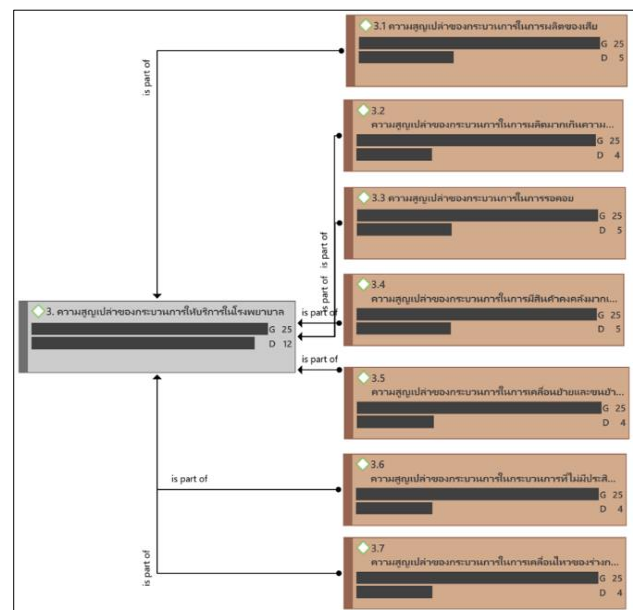 3.1 ความสูญเปล่าของกระบวนการในการผลิตของเสีย
G 25
D 5
is part of
3.2
ความสูญเปล่าของกระบวนการในการผลิตมากเกินความ...
G 25
D 4
3.3 ความสูญเปล่าของกระบวนการในการรอคอย
G 25
D 5
is part of
is part of
3.4
ความสูญเปล่าของกระบวนการในการมีสินค้าคงคลังมากเ...
G 25
D 5
3. ความสูญเปล่าของกระบวนการให้บริการในโรงพยาบาล
G 25
D 12
is part of
is part of
3.5
ความสูญเปล่าของกระบวนการในการเคลื่อนย้ายและขนย้า...
G 25
D 4
3.6
ความสูญเปล่าของกระบวนการในกระบวนการที่ไม่มีประสิ...
G 25
D 4
is part of
3.7
ความสูญเปล่าของกระบวนการในการเคลื่อนไหวของร่างก...
G 25
D 4
is part of